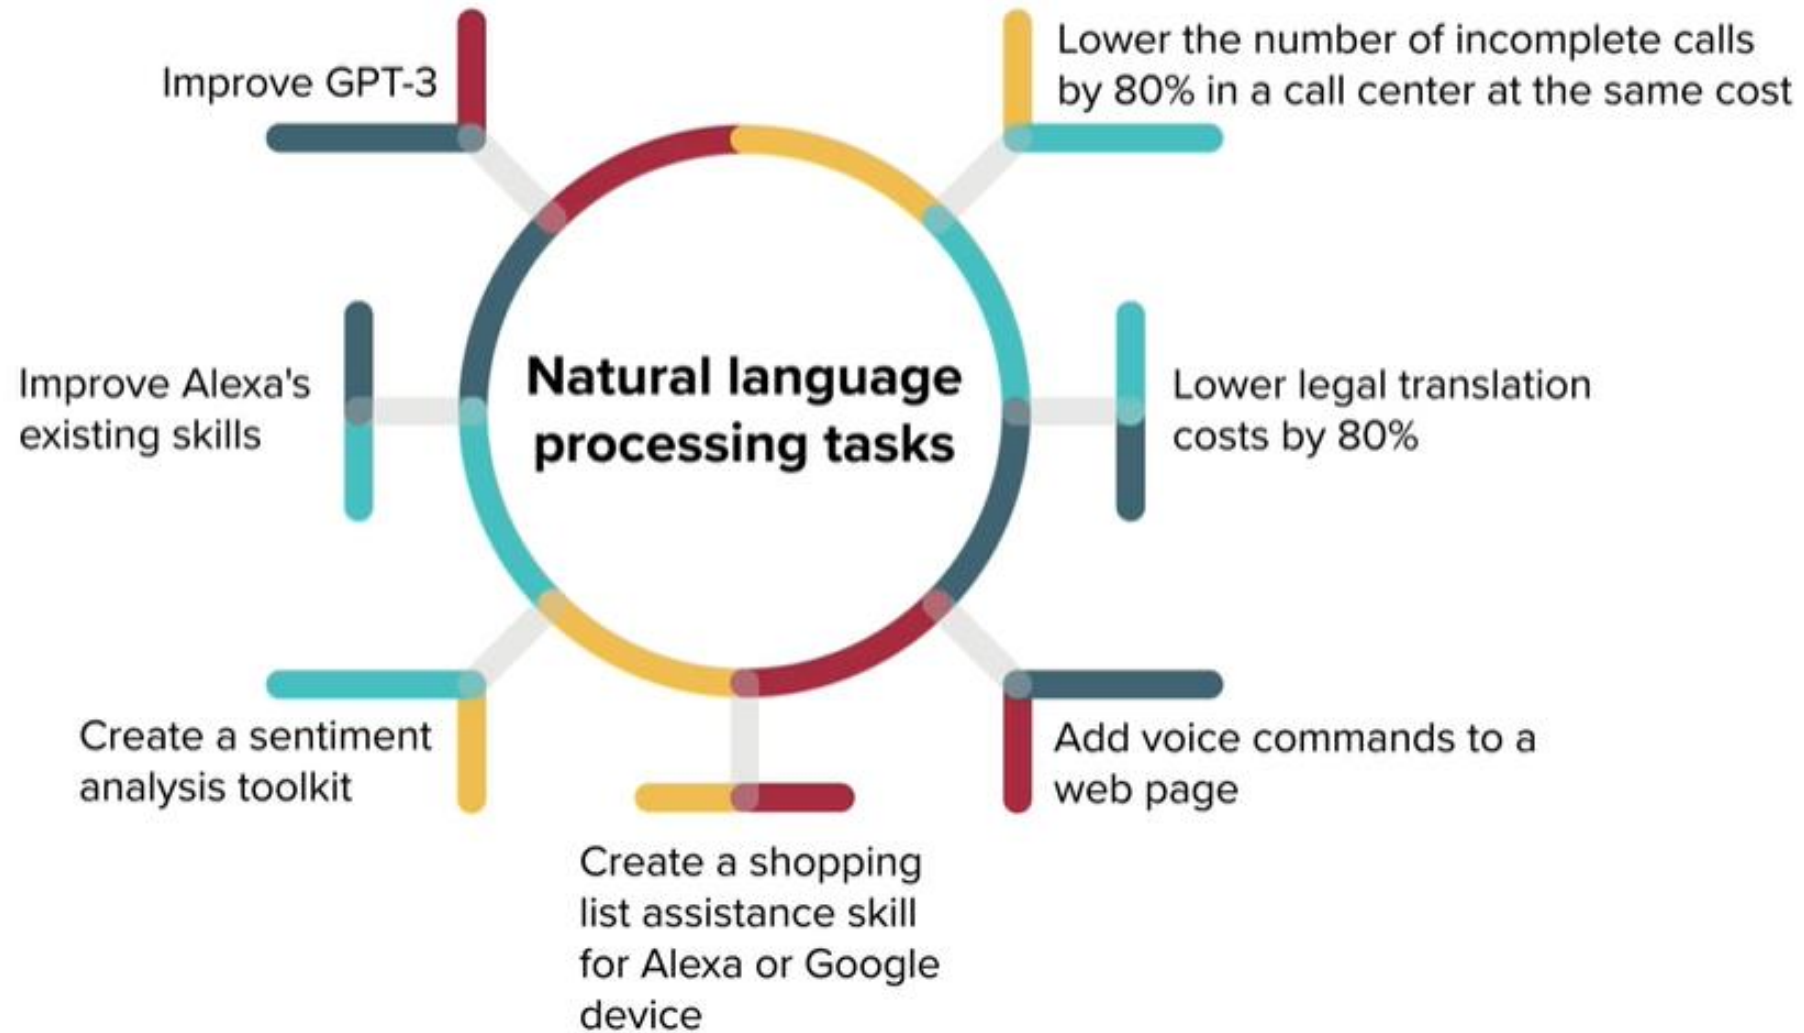 Improve GPT-3
Lower the number of incomplete calls
by 80% in a call center at the same cost
Natural language
processing tasks
Improve Alexa's
existing skills
Lower legal translation
costs by 80%
Create a sentiment
analysis toolkit
Add voice commands to a
web page
Create a shopping
list assistance skill
for Alexa or Google
device